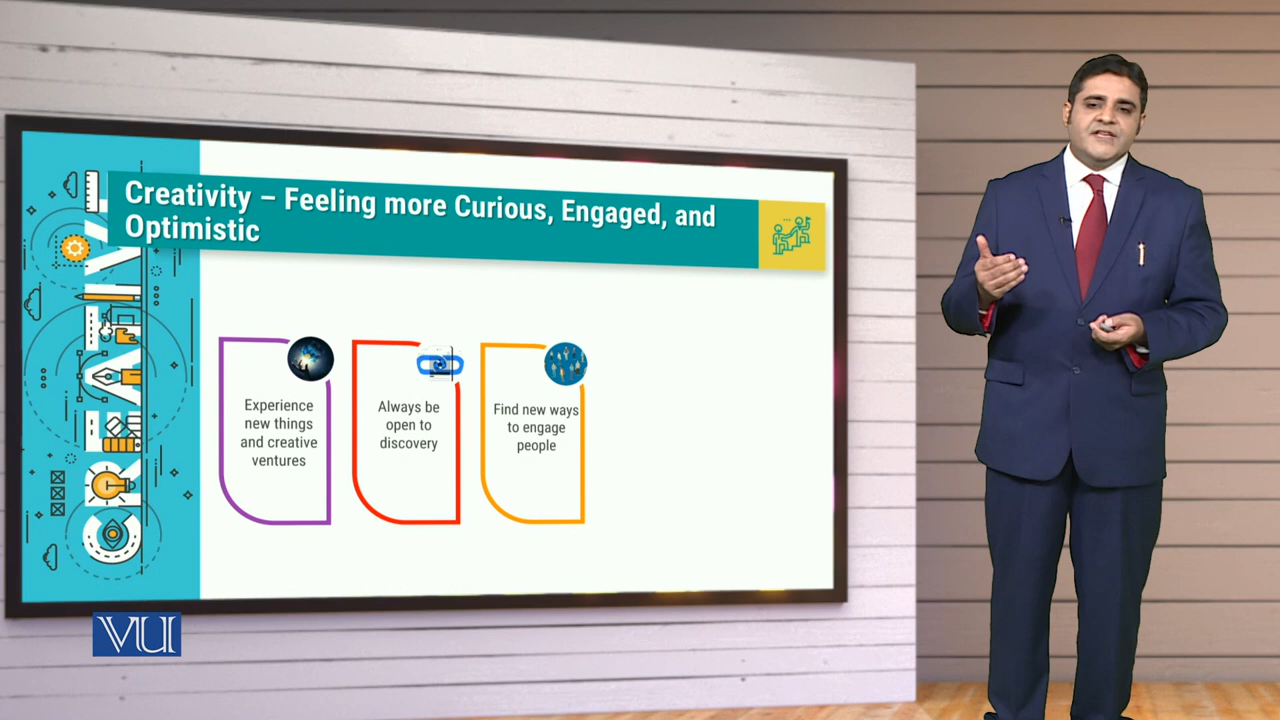 Creativity – Feeling more Curious, Engaged, and
Optimistic
CREATIVITY
Experience
new things
and creative
ventures
Always be
open to
discovery
Find new ways
to engage
people
VU